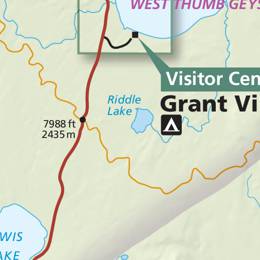 WEST THUMB GEYS
Visitor Cen
Riddle
Lake
Grant Vi
7988 ft
2435 m
WIS
AKE